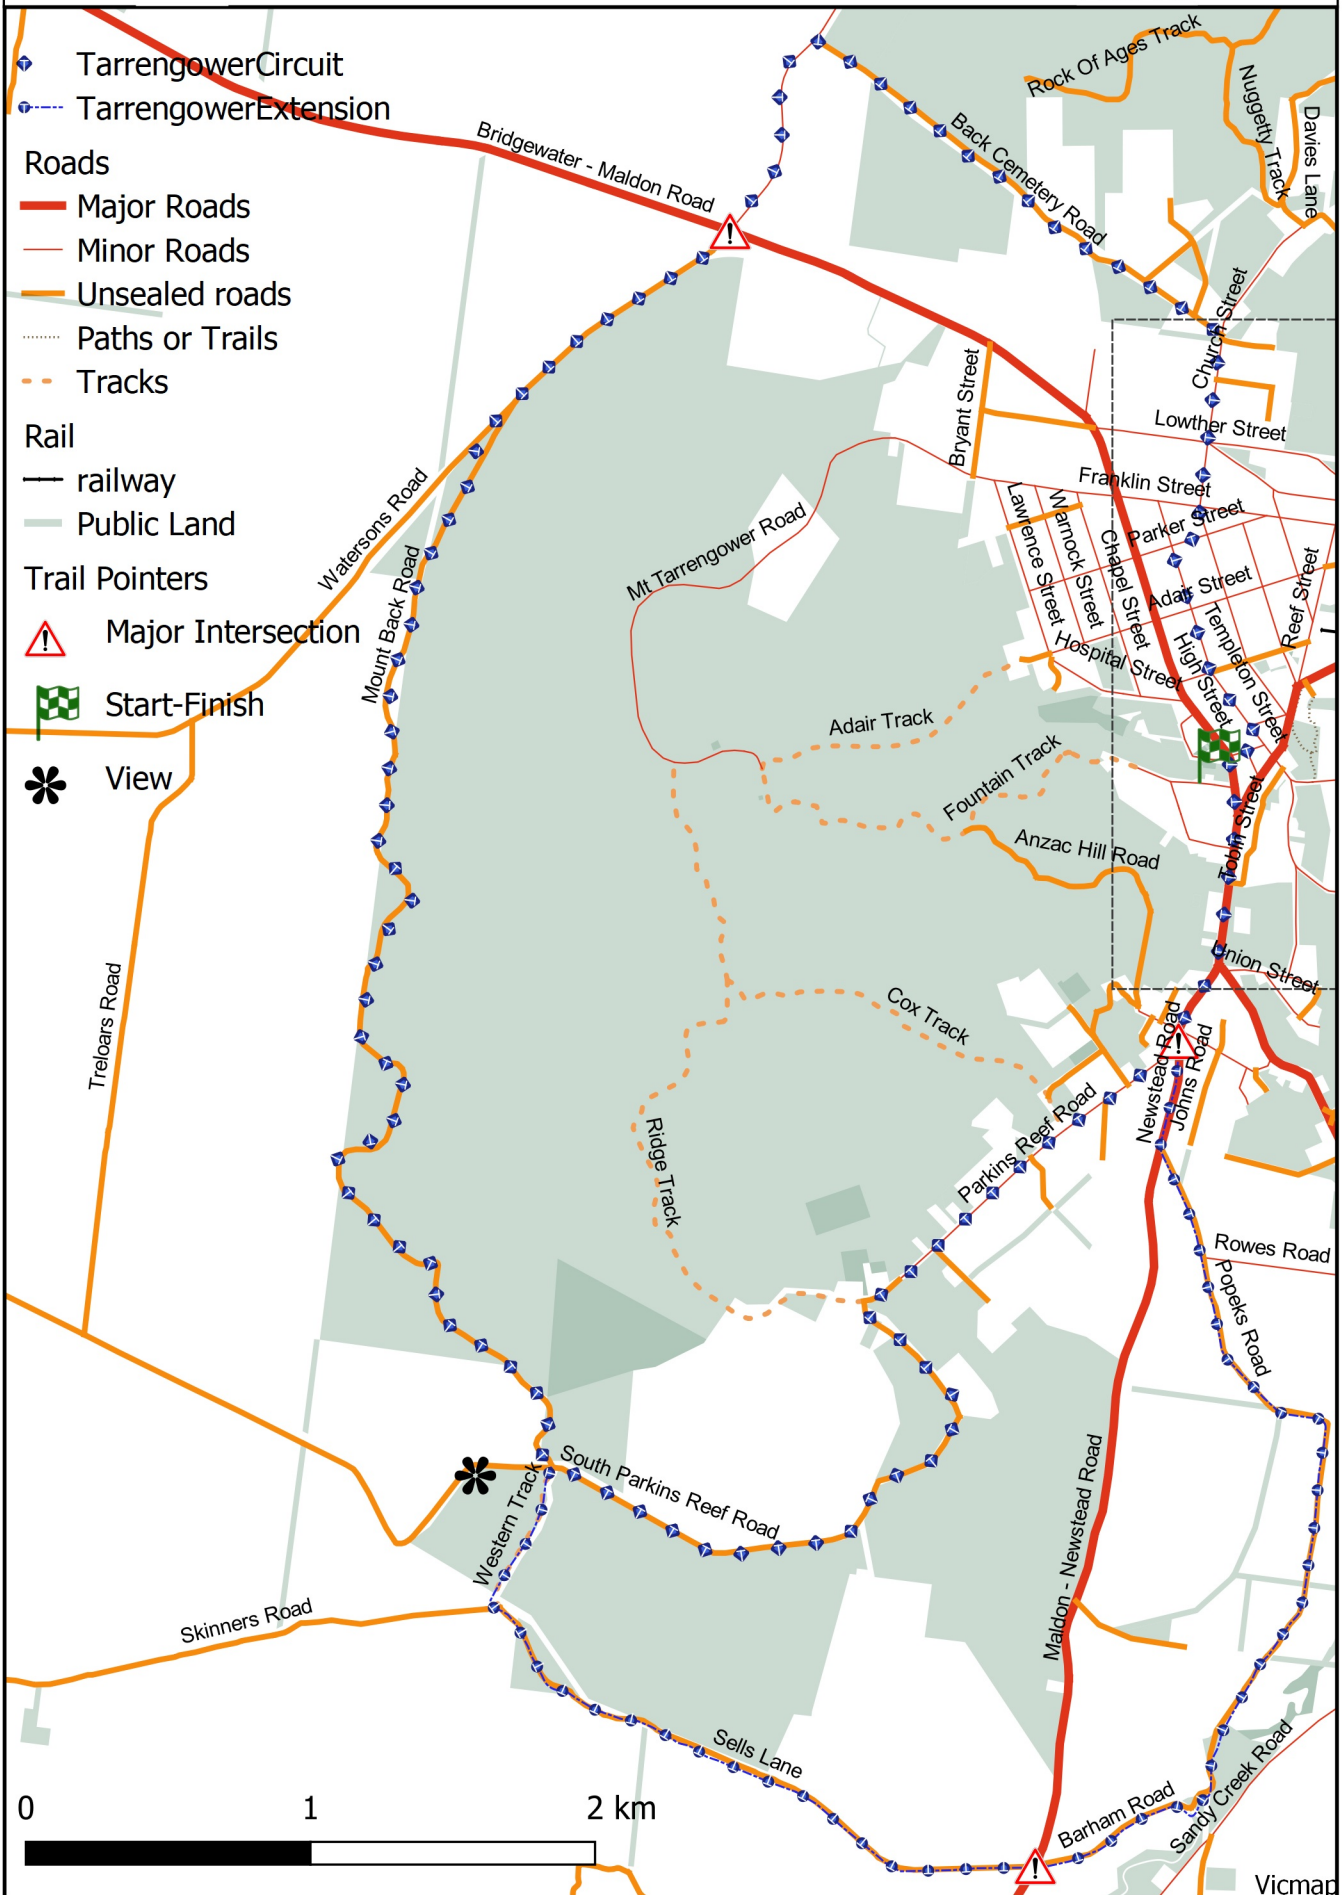 TarrengowerCircuit
TarrengowerExtension
Roads
Major Roads
Minor Roads
Unsealed roads
Paths or Trails
Tracks
Rail
railway
Public Land
Trail Pointers
Major Intersection
Start-Finish
View
Rock Of Ages Track
Nuggetty Track
Davies Lane
Bridgewater - Maldon Road
Back Cemetery Road
Church Street
Bryant Street
Lowther Street
Franklin Street
Parker Street
Lawrence Street
Warnock Street
Chapel Street
Adair Street
Reef Street
Templeton Street
High Street
Hospital Street
Watersons Road
Mt Tarrengower Road
Mount Back Road
Adair Track
Fountain Track
Anzac Hill Road
Tobin Street
Union Street
Treloars Road
Cox Track
Newstead Road
Johns Road
Ridge Track
Parkins Reef Road
Rowes Road
Popeks Road
South Parkins Reef Road
Western Track
Maldon - Newstead Road
Skinners Road
Sells Lane
Barham Road
Sandy Creek Road
0 1 2 km
Vicmap